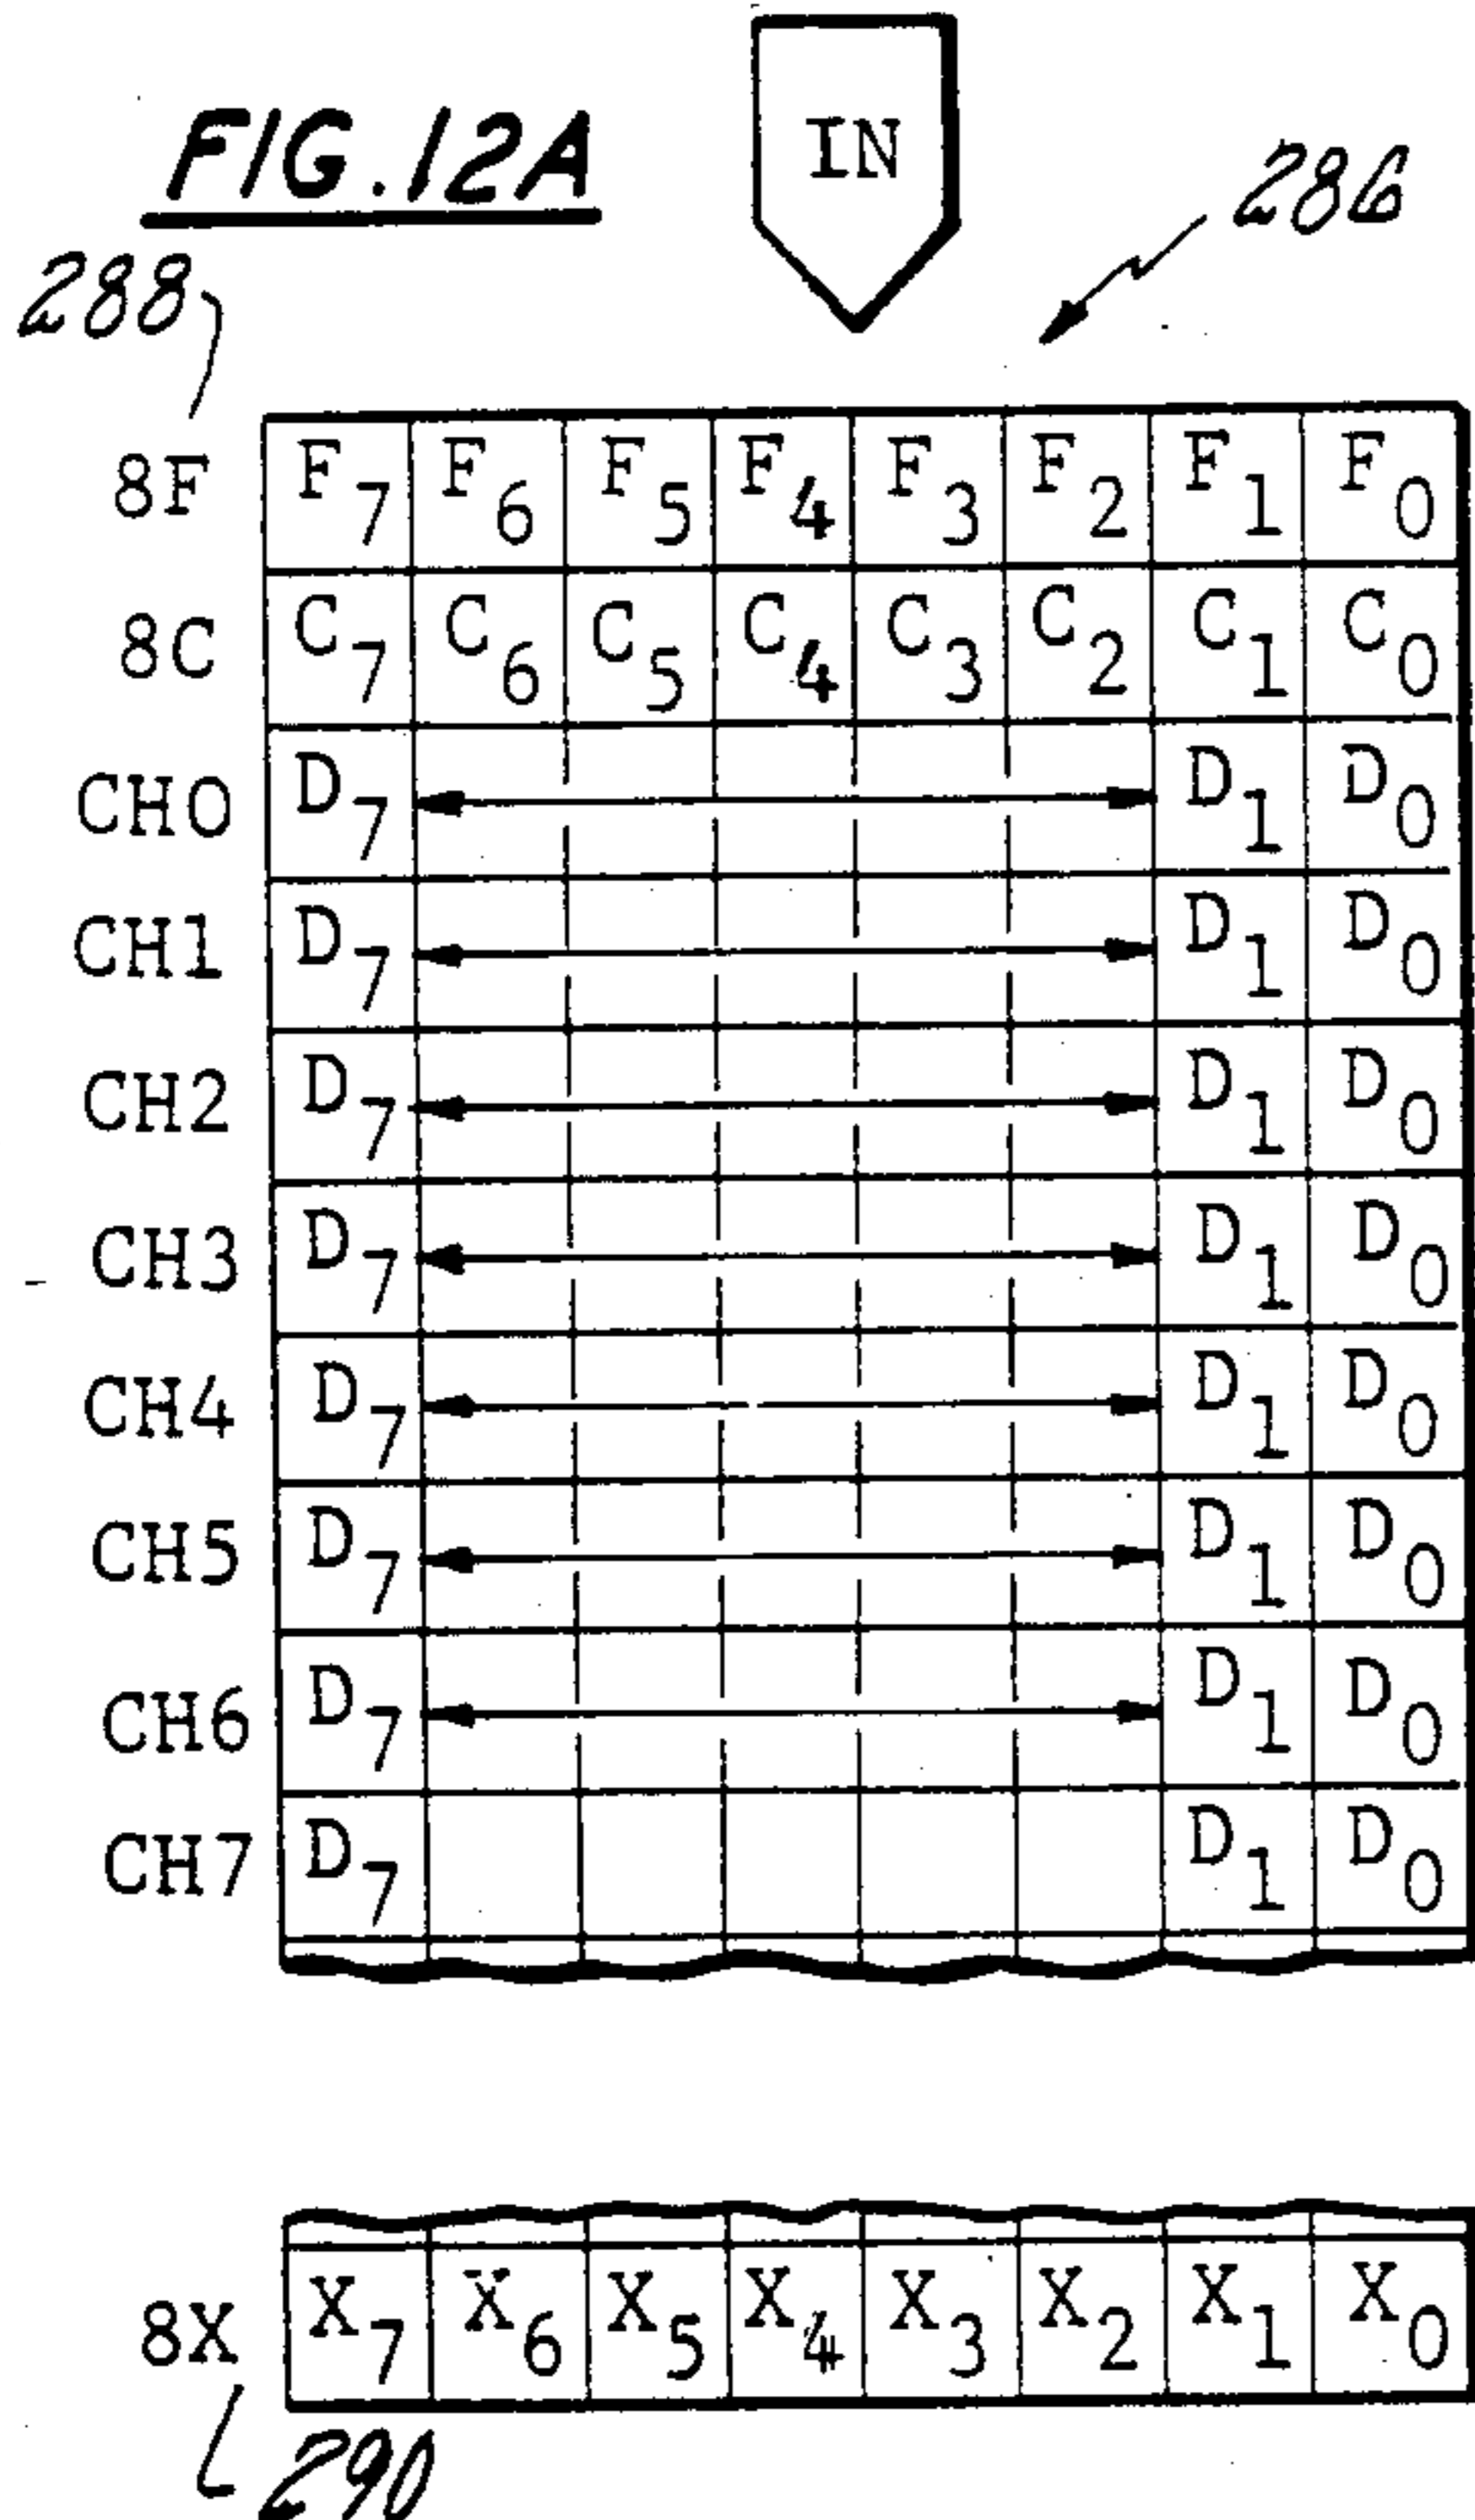 IN
FIG. 12A
286
288
8F F7 F6 F5 F4 F3 F2 F1 F0
8C C7 C6 C5 C4 C3 C2 C1 C0
CH0 D7 D1 D0
CH1 D7 D1 D0
CH2 D7 D1 D0
CH3 D7 D1 D0
CH4 D7 D1 D0
CH5 D7 D1 D0
CH6 D7 D1 D0
CH7 D7 D1 D0
8X X7 X6 X5 X4 X3 X2 X1 X0
290